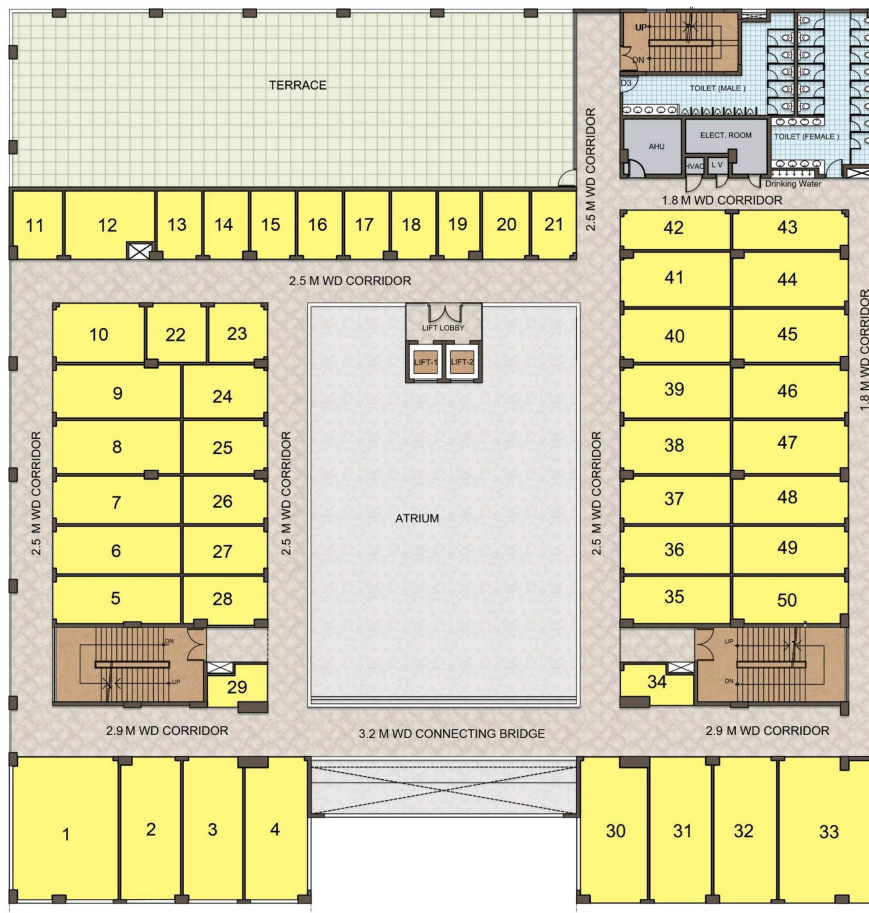 UP
DN
TERRACE
D3
TOILET (MALE )
AHU
ELECT. ROOM
TOILET (FEMALE )
HVAC
L V
Drinking Water
2.5 M WD CORRIDOR
1.8 M WD CORRIDOR
11
12
13
14
15
16
17
18
19
20
21
42
43
2.5 M WD CORRIDOR
41
44
10
22
23
LIFT LOBBY
LIFT-1
LIFT-2
40
45
1.8 M WD CORRIDOR
9
24
39
46
8
25
38
47
2.5 M WD CORRIDOR
2.5 M WD CORRIDOR
ATRIUM
2.5 M WD CORRIDOR
7
26
37
48
6
27
36
49
5
28
35
50
DN
UP
UP
DN
29
34
2.9 M WD CORRIDOR
3.2 M WD CONNECTING BRIDGE
2.9 M WD CORRIDOR
1
2
3
4
30
31
32
33